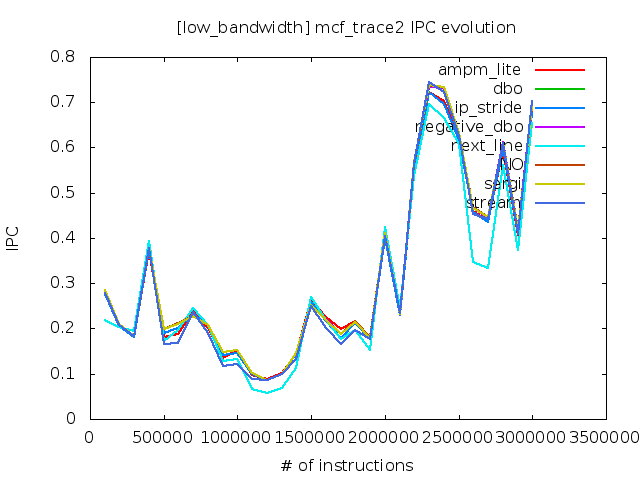 [low_bandwidth] mcf_trace2 IPC evolution
0.8
0.7
0.6
0.5
0.4
0.3
0.2
0.1
0
IPC
ampm_lite
dbo
ip_stride
negative_dbo
next_line
sergi
stream
0 500000 1000000 1500000 2000000 2500000 3000000 3500000
# of instructions